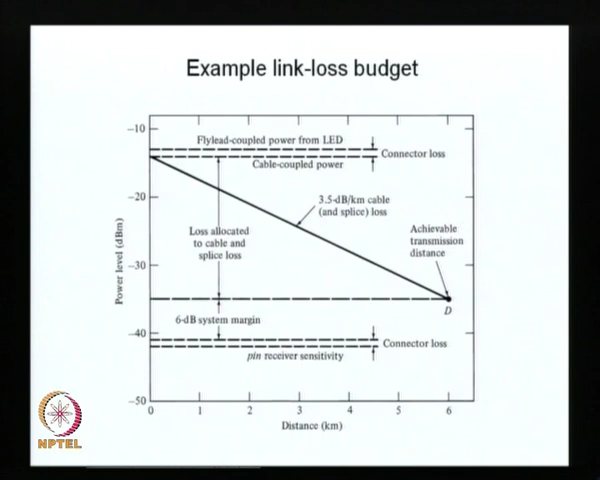 Example link-loss budget
−10
−20
−30
−40
−50
Power level (dBm)
Flylead-coupled power from LED
Connector loss
Cable-coupled power
3.5-dB/km cable
(and splice) loss
Loss allocated
to cable and
splice loss
Achievable
transmission
distance
D
6-dB system margin
Connector loss
pin receiver sensitivity
0 1 2 3 4 5 6
Distance (km)
NPTEL